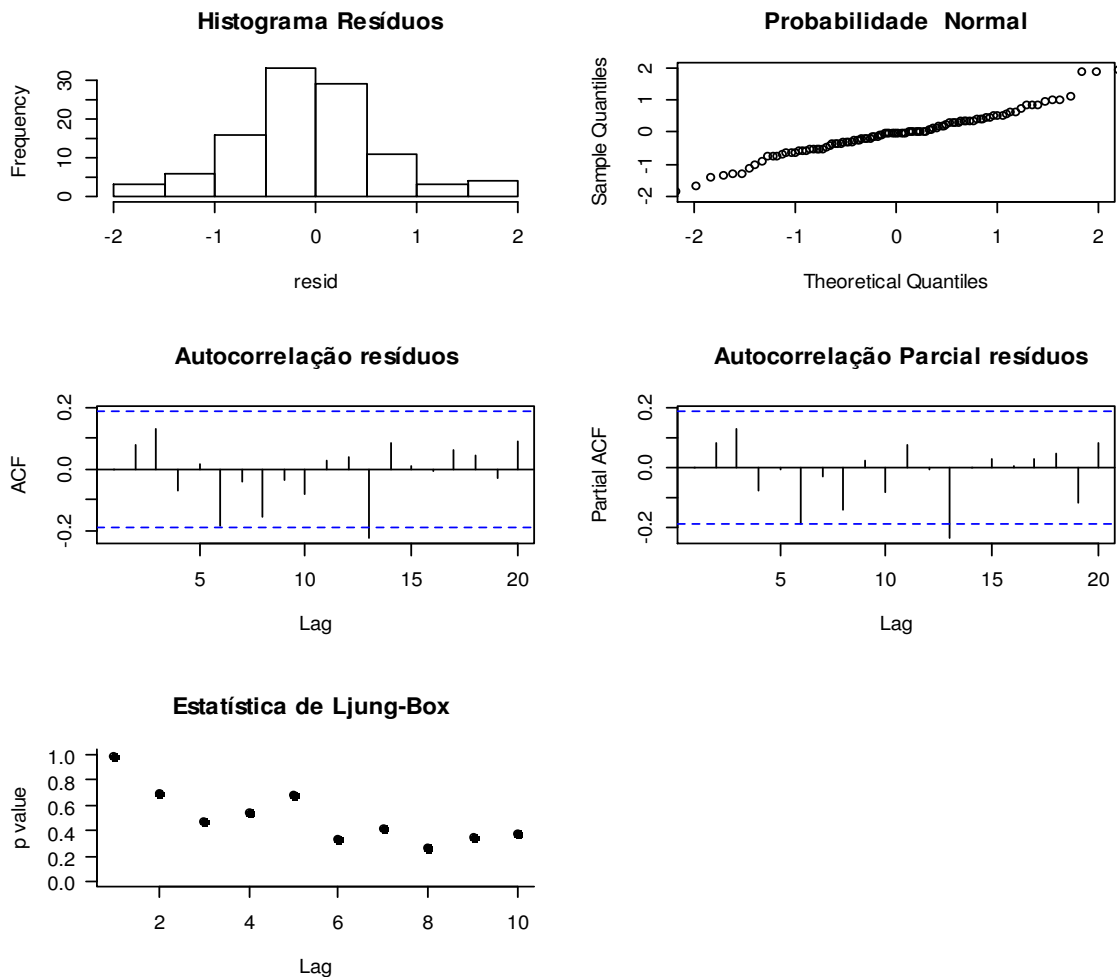 Histograma Resíduos
Frequency
0 10 20 30
-2 -1 0 1 2
resid
Probabilidade Normal
Sample Quantiles
-2 -1 0 1 2
-2 -1 0 1 2
Theoretical Quantiles
Autocorrelação resíduos
ACF
-0.2 0.0 0.2
5 10 15 20
Lag
Autocorrelação Parcial resíduos
Partial ACF
-0.2 0.0 0.2
5 10 15 20
Lag
Estatística de Ljung-Box
p value
0.0 0.2 0.4 0.6 0.8 1.0
2 4 6 8 10
Lag